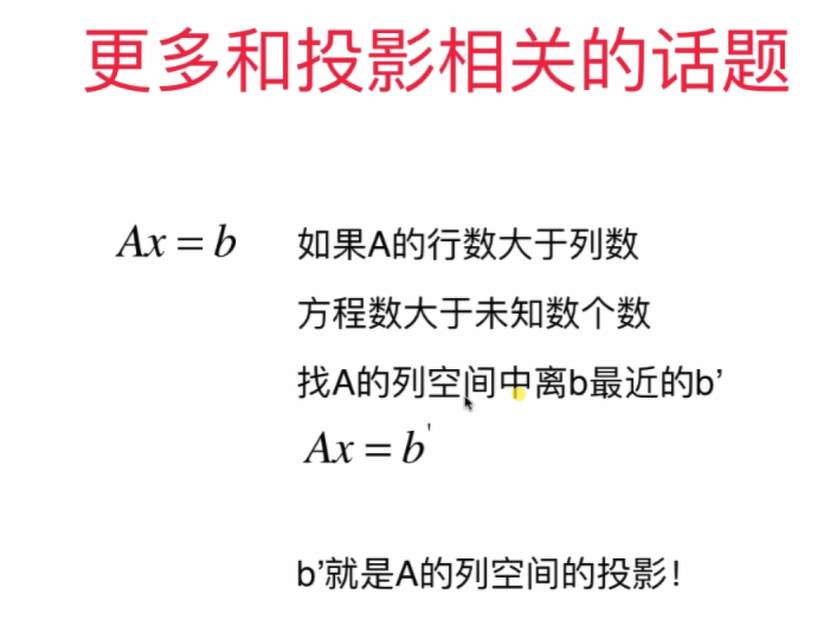 更多和投影相关的话题
Ax = b 如果A的行数大于列数
方程数大于未知数个数
找A的列空间中离b最近的b’
Ax = b'
b’就是A的列空间的投影！